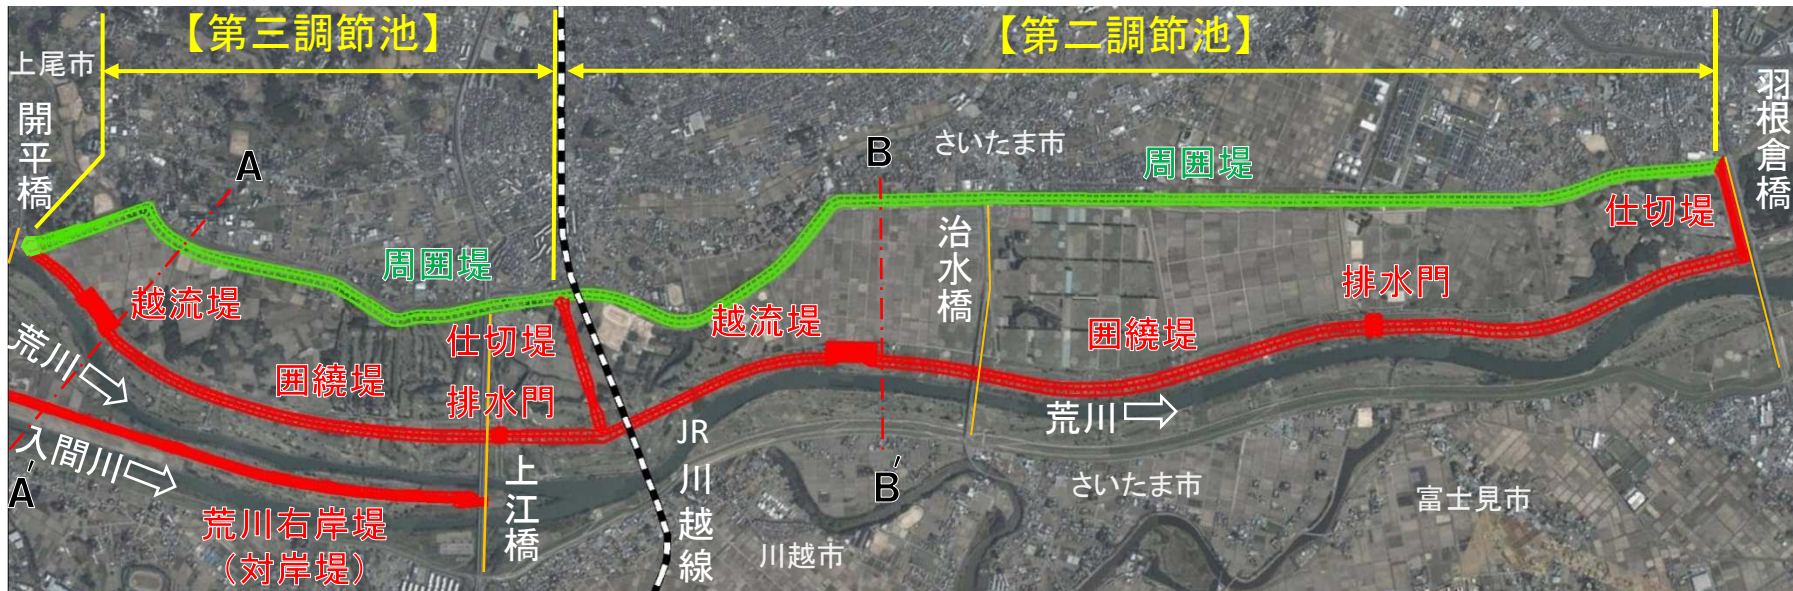 【第三調節池】
【第二調節池】
上尾市
開平橋
A
B
さいたま市
周囲堤
羽根倉橋
仕切堤
治水橋
周囲堤
越流堤
越流堤
排水門
仕切堤
囲繞堤
荒川
囲繞堤
排水門
荒川
JR川越線
入間川
A'
上江橋
B'
さいたま市
富士見市
荒川右岸堤
（対岸堤）
川越市